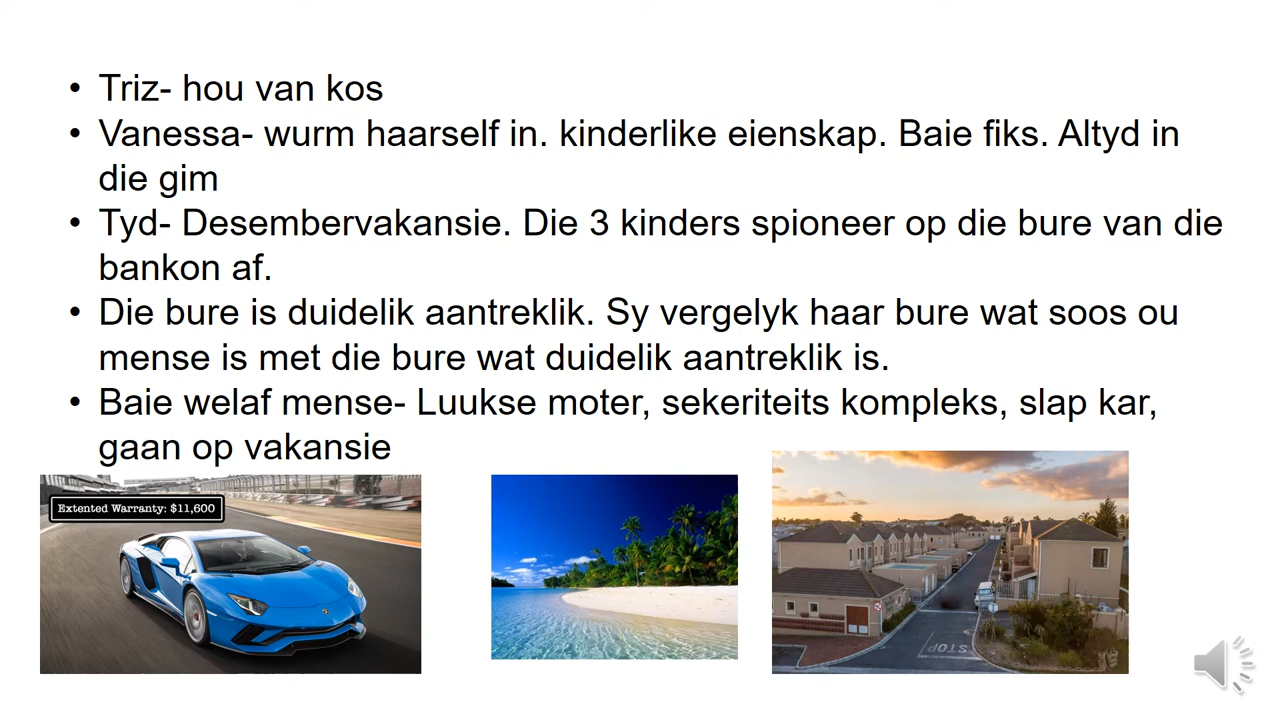 • Triz- hou van kos
• Vanessa- wurm haarself in. kinderlike eienskap. Baie fiks. Altyd in
die gim
• Tyd- Desembervakansie. Die 3 kinders spioneer op die bure van die
bankon af.
• Die bure is duidelik aantreklik. Sy vergelyk haar bure wat soos ou
mense is met die bure wat duidelik aantreklik is.
• Baie welaf mense- Luukse moter, sekeriteits kompleks, slap kar,
gaan op vakansie
Extented Warranty: $11,600
STOP